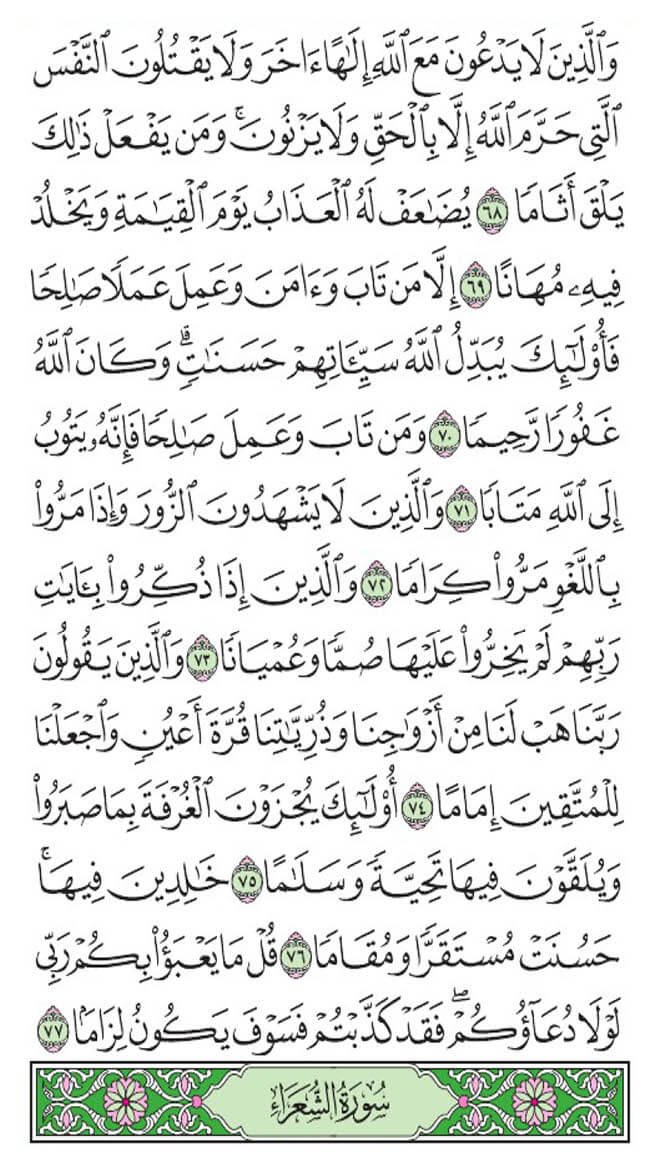 وَٱلَّذِينَ لَا يَدۡعُونَ مَعَ ٱللَّهِ إِلَٰهًا ءَاخَرَ وَلَا يَقۡتُلُونَ ٱلنَّفۡسَ
ٱلَّتِي حَرَّمَ ٱللَّهُ إِلَّا بِٱلۡحَقِّ وَلَا يَزۡنُونَۚ وَمَن يَفۡعَلۡ ذَٰلِكَ
يَلۡقَ أَثَامٗا ٦٨ يُضَٰعَفۡ لَهُ ٱلۡعَذَابُ يَوۡمَ ٱلۡقِيَٰمَةِ وَيَخۡلُدۡ
فِيهِۦ مُهَانًا ٦٩ إِلَّا مَن تَابَ وَءَامَنَ وَعَمِلَ عَمَلٗا صَٰلِحٗا
فَأُوْلَٰٓئِكَ يُبَدِّلُ ٱللَّهُ سَيِّـَٔاتِهِمۡ حَسَنَٰتٖۗ وَكَانَ ٱللَّهُ
غَفُورٗا رَّحِيمٗا ٧٠ وَمَن تَابَ وَعَمِلَ صَٰلِحٗا فَإِنَّهُۥ يَتُوبُ
إِلَى ٱللَّهِ مَتَابٗا ٧١ وَٱلَّذِينَ لَا يَشۡهَدُونَ ٱلزُّورَ وَإِذَا مَرُّواْ
بِٱللَّغۡوِ مَرُّواْ كِرَامٗا ٧٢ وَٱلَّذِينَ إِذَا ذُكِّرُواْ بِـَٔايَٰتِ
رَبِّهِمۡ لَمۡ يَخِرُّواْ عَلَيۡهَا صُمّٗا وَعُمۡيَانٗا ٧٣ وَٱلَّذِينَ يَقُولُونَ
رَبَّنَا هَبۡ لَنَا مِنۡ أَزۡوَٰجِنَا وَذُرِّيَّٰتِنَا قُرَّةَ أَعۡيُنٖ وَٱجۡعَلۡنَا
لِلۡمُتَّقِينَ إِمَامًا ٧٤ أُوْلَٰٓئِكَ يُجۡزَوۡنَ ٱلۡغُرۡفَةَ بِمَا صَبَرُواْ
وَيُلَقَّوۡنَ فِيهَا تَحِيَّةٗ وَسَلَٰمًا ٧٥ خَٰلِدِينَ فِيهَاۚ
حَسُنَتۡ مُسۡتَقَرّٗا وَمُقَامٗا ٧٦ قُلۡ مَا يَعۡبَؤُاْ بِكُمۡ رَبِّي
لَوۡلَا دُعَآؤُكُمۡۖ فَقَدۡ كَذَّبۡتُمۡ فَسَوۡفَ يَكُونُ لِزَامَۢا ٧٧
سُورَةُ الشُّعَرَاءِ